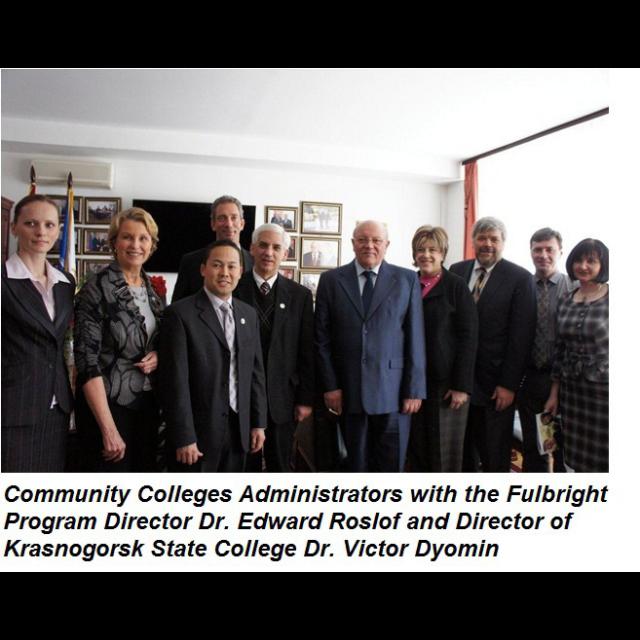 Community Colleges Administrators with the Fulbright
Program Director Dr. Edward Roslof and Director of
Krasnogorsk State College Dr. Victor Dyomin